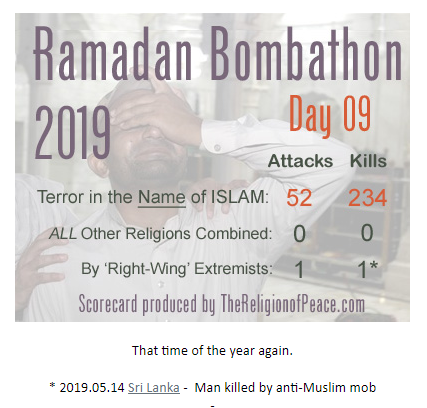 Ramadan Bombathon
2019 Day 09
Attacks Kills
Terror in the Name of ISLAM: 52 234
ALL Other Religions Combined: 0 0
By 'Right-Wing' Extremists: 1 1*
Scorecard produced by TheReligionofPeace.com
That time of the year again.
* 2019.05.14 Sri Lanka - Man killed by anti-Muslim mob
-